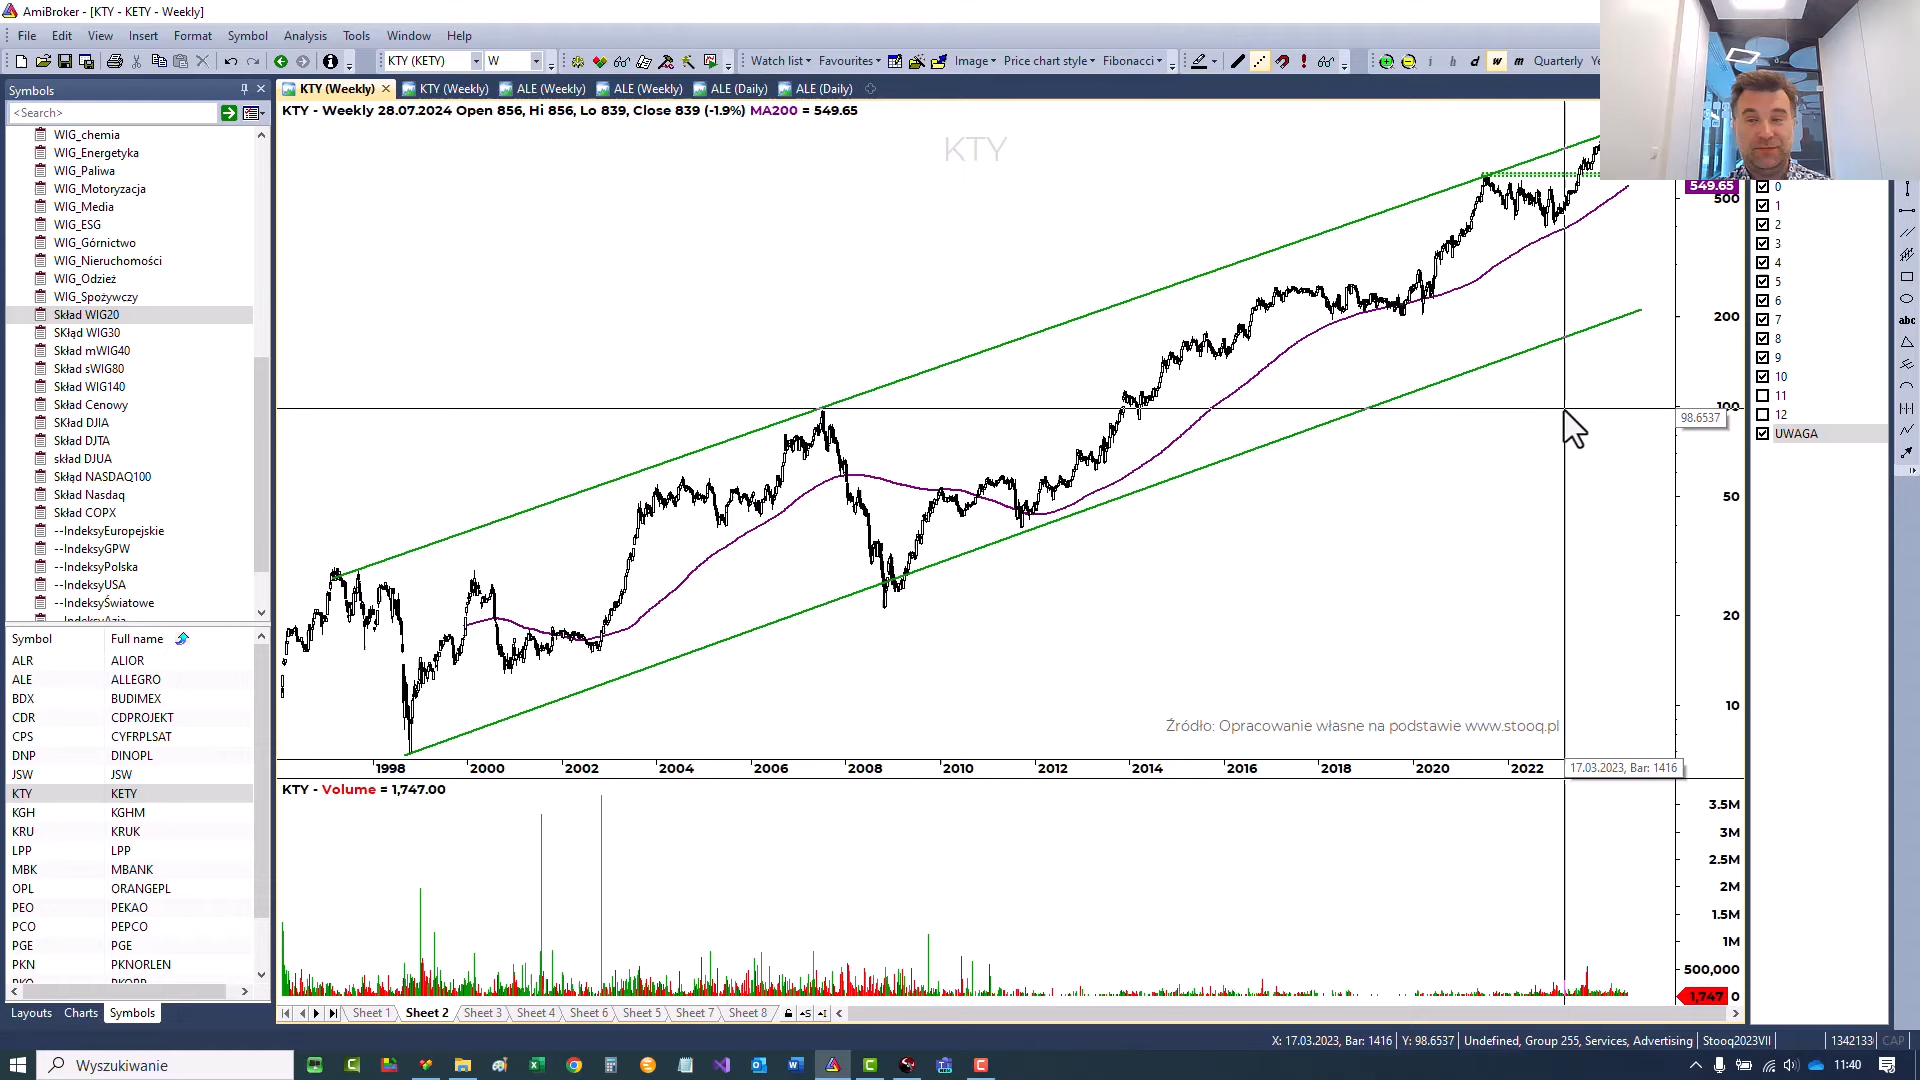 AmiBroker - [KTY - KETY - Weekly]
File Edit View Insert Format Symbol Analysis Tools Window Help
KTY (KETY) W Watch list Favourites Image Price chart style Fibonacci i h d w m Quarterly
Symbols
<Search>
WIG_chemia
WIG_Energetyka
WIG_Paliwa
WIG_Motoryzacja
WIG_Media
WIG_ESG
WIG_Górnictwo
WIG_Nieruchomości
WIG_Odzież
WIG_Spożywczy
Skład WIG20
SKłąd WIG30
Skład mWIG40
Skład sWIG80
Skład WIG140
Skład Cenowy
SKład DJIA
Skład DJTA
skład DJUA
Skład NASDAQ100
Skład Nasdaq
Skład COPX
--IndeksyEuropejskie
--IndeksyGPW
--IndeksyPolska
--IndeksyUSA
--IndeksyŚwiatowe
Symbol Full name
ALR ALIOR
ALE ALLEGRO
BDX BUDIMEX
CDR CDPROJEKT
CPS CYFRPLSAT
DNP DINOPL
JSW JSW
KTY KETY
KGH KGHM
KRU KRUK
LPP LPP
MBK MBANK
OPL ORANGEPL
PEO PEKAO
PCO PEPCO
PGE PGE
PKN PKNORLEN
Layouts Charts Symbols
KTY (Weekly) KTY (Weekly) ALE (Weekly) ALE (Weekly) ALE (Daily) ALE (Daily)
KTY - Weekly 28.07.2024 Open 856, Hi 856, Lo 839, Close 839 (-1.9%) MA200 = 549.65
KTY
549.65
500
200
100
98.6537
50
20
10
Źródło: Opracowanie własne na podstawie www.stooq.pl
1998 2000 2002 2004 2006 2008 2010 2012 2014 2016 2018 2020 2022 17.03.2023, Bar: 1416
KTY - Volume = 1,747.00
3.5M
3M
2.5M
2M
1.5M
1M
500,000
1,747 0
Sheet 1 Sheet 2 Sheet 3 Sheet 4 Sheet 5 Sheet 6 Sheet 7 Sheet 8
0
1
2
3
4
5
6
7
8
9
10
11
12
UWAGA
abc
X: 17.03.2023, Bar: 1416 Y: 98.6537 Undefined, Group 255, Services, Advertising Stooq2023VII 1342133 CAP
Wyszukiwanie
11:40